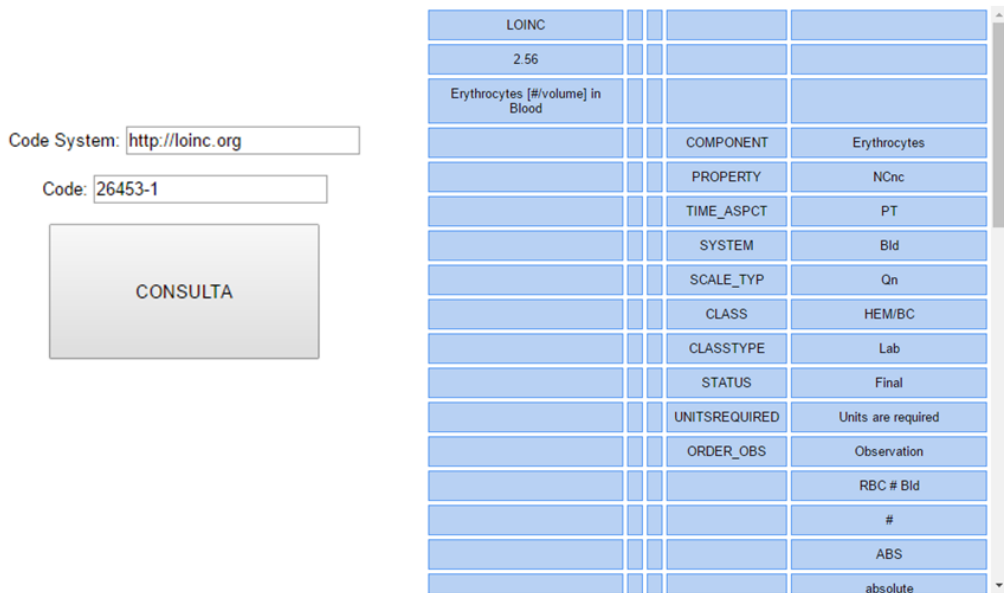 Code System: http://loinc.org
Code: 26453-1
CONSULTA
LOINC
2.56
Erythrocytes [#/volume] in
Blood
COMPONENT Erythrocytes
PROPERTY NCnc
TIME_ASPCT PT
SYSTEM Bld
SCALE_TYP Qn
CLASS HEM/BC
CLASSTYPE Lab
STATUS Final
UNITSREQUIRED Units are required
ORDER_OBS Observation
RBC # Bld
#
ABS
absolute